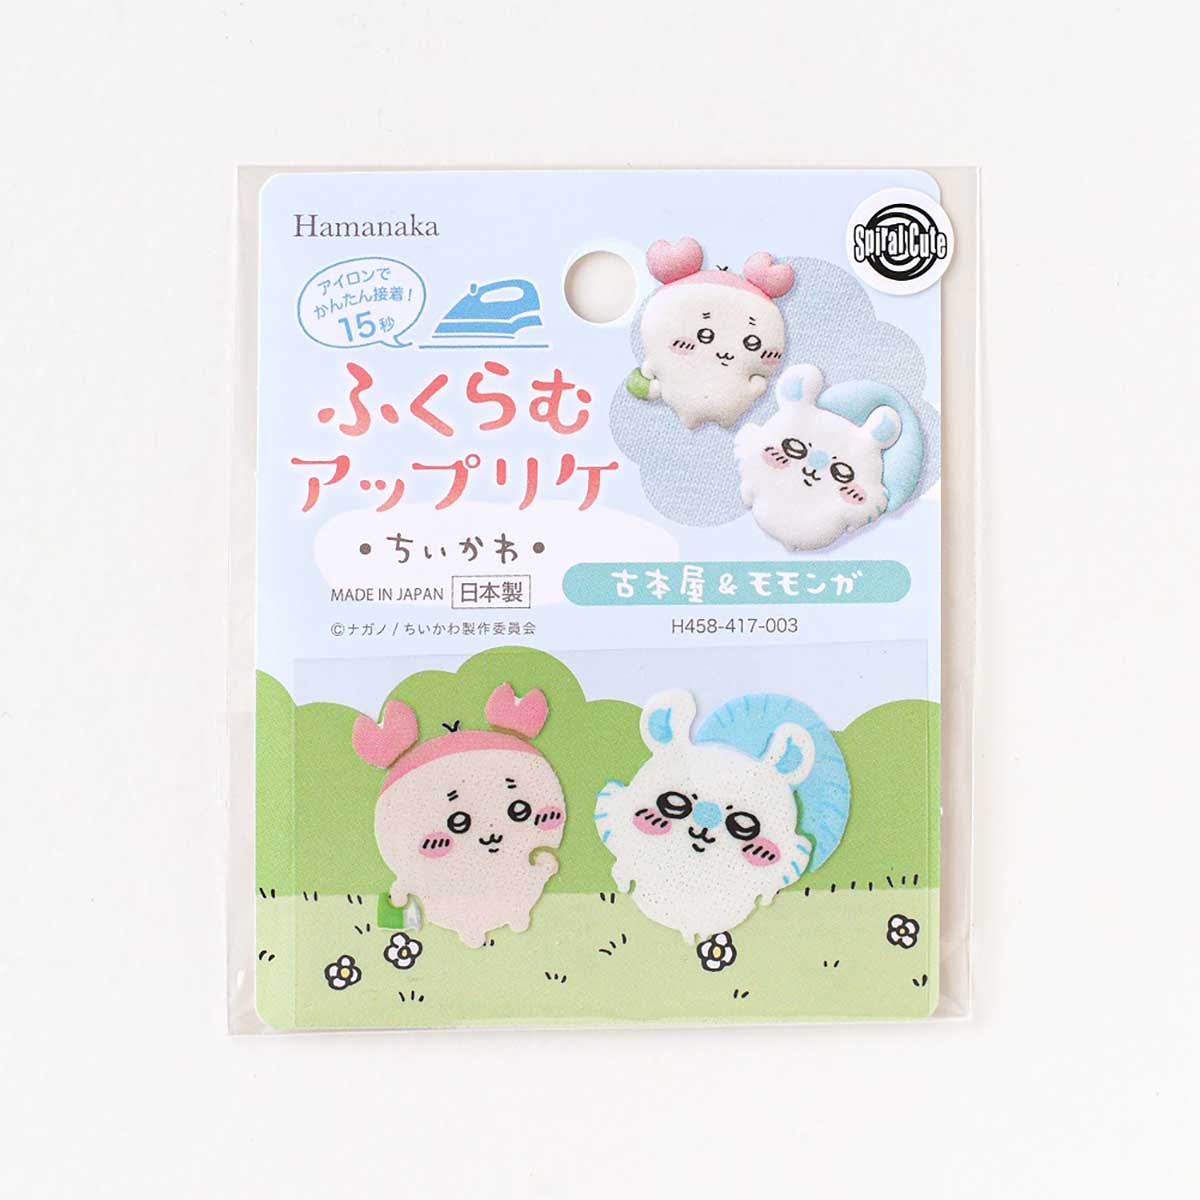 Hamanaka
Spiral Cute
アイロンで
かんたん接着!
15秒
ふくらむ
アップリケ
•ちいかわ•
MADE IN JAPAN 日本製
古本屋&モモンガ
©ナガノ/ちいかわ製作委員会
H458-417-003